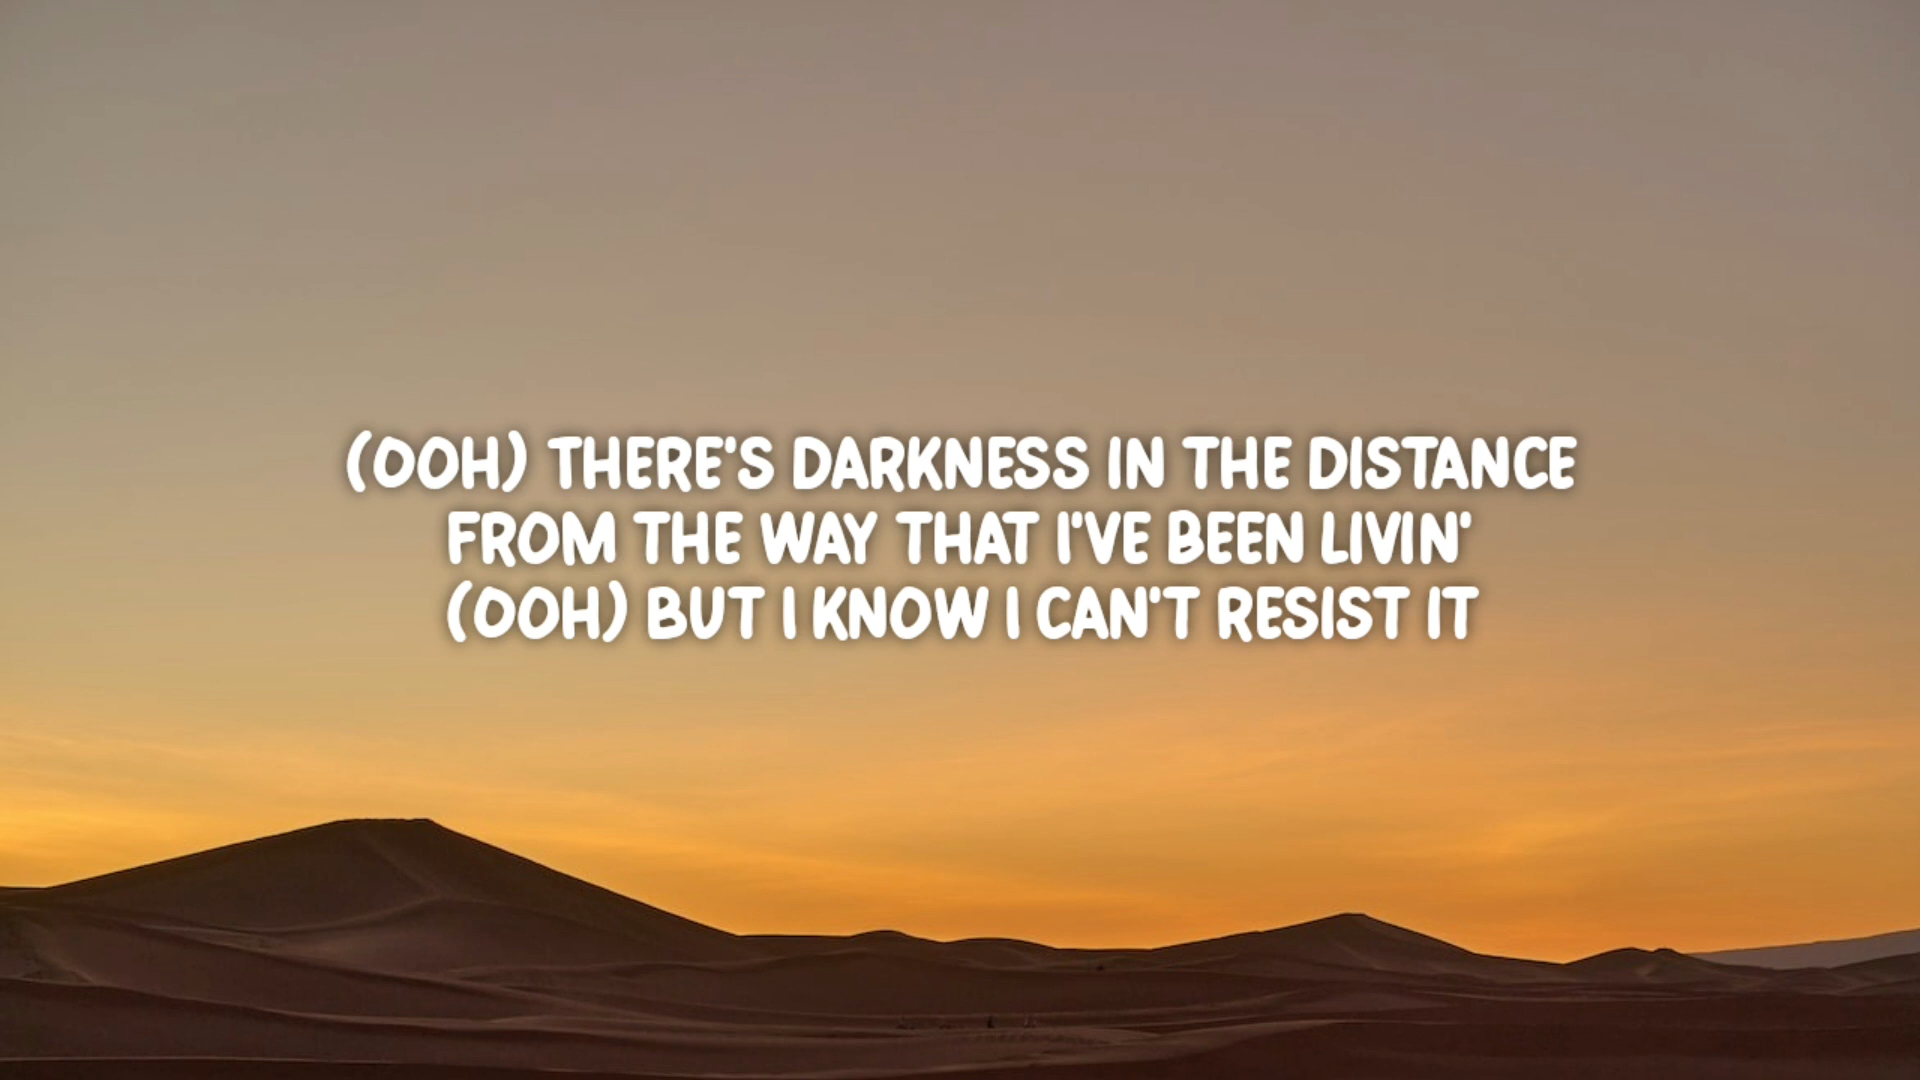 (OOH) THERE'S DARKNESS IN THE DISTANCE
FROM THE WAY THAT I'VE BEEN LIVIN'
(OOH) BUT I KNOW I CAN'T RESIST IT